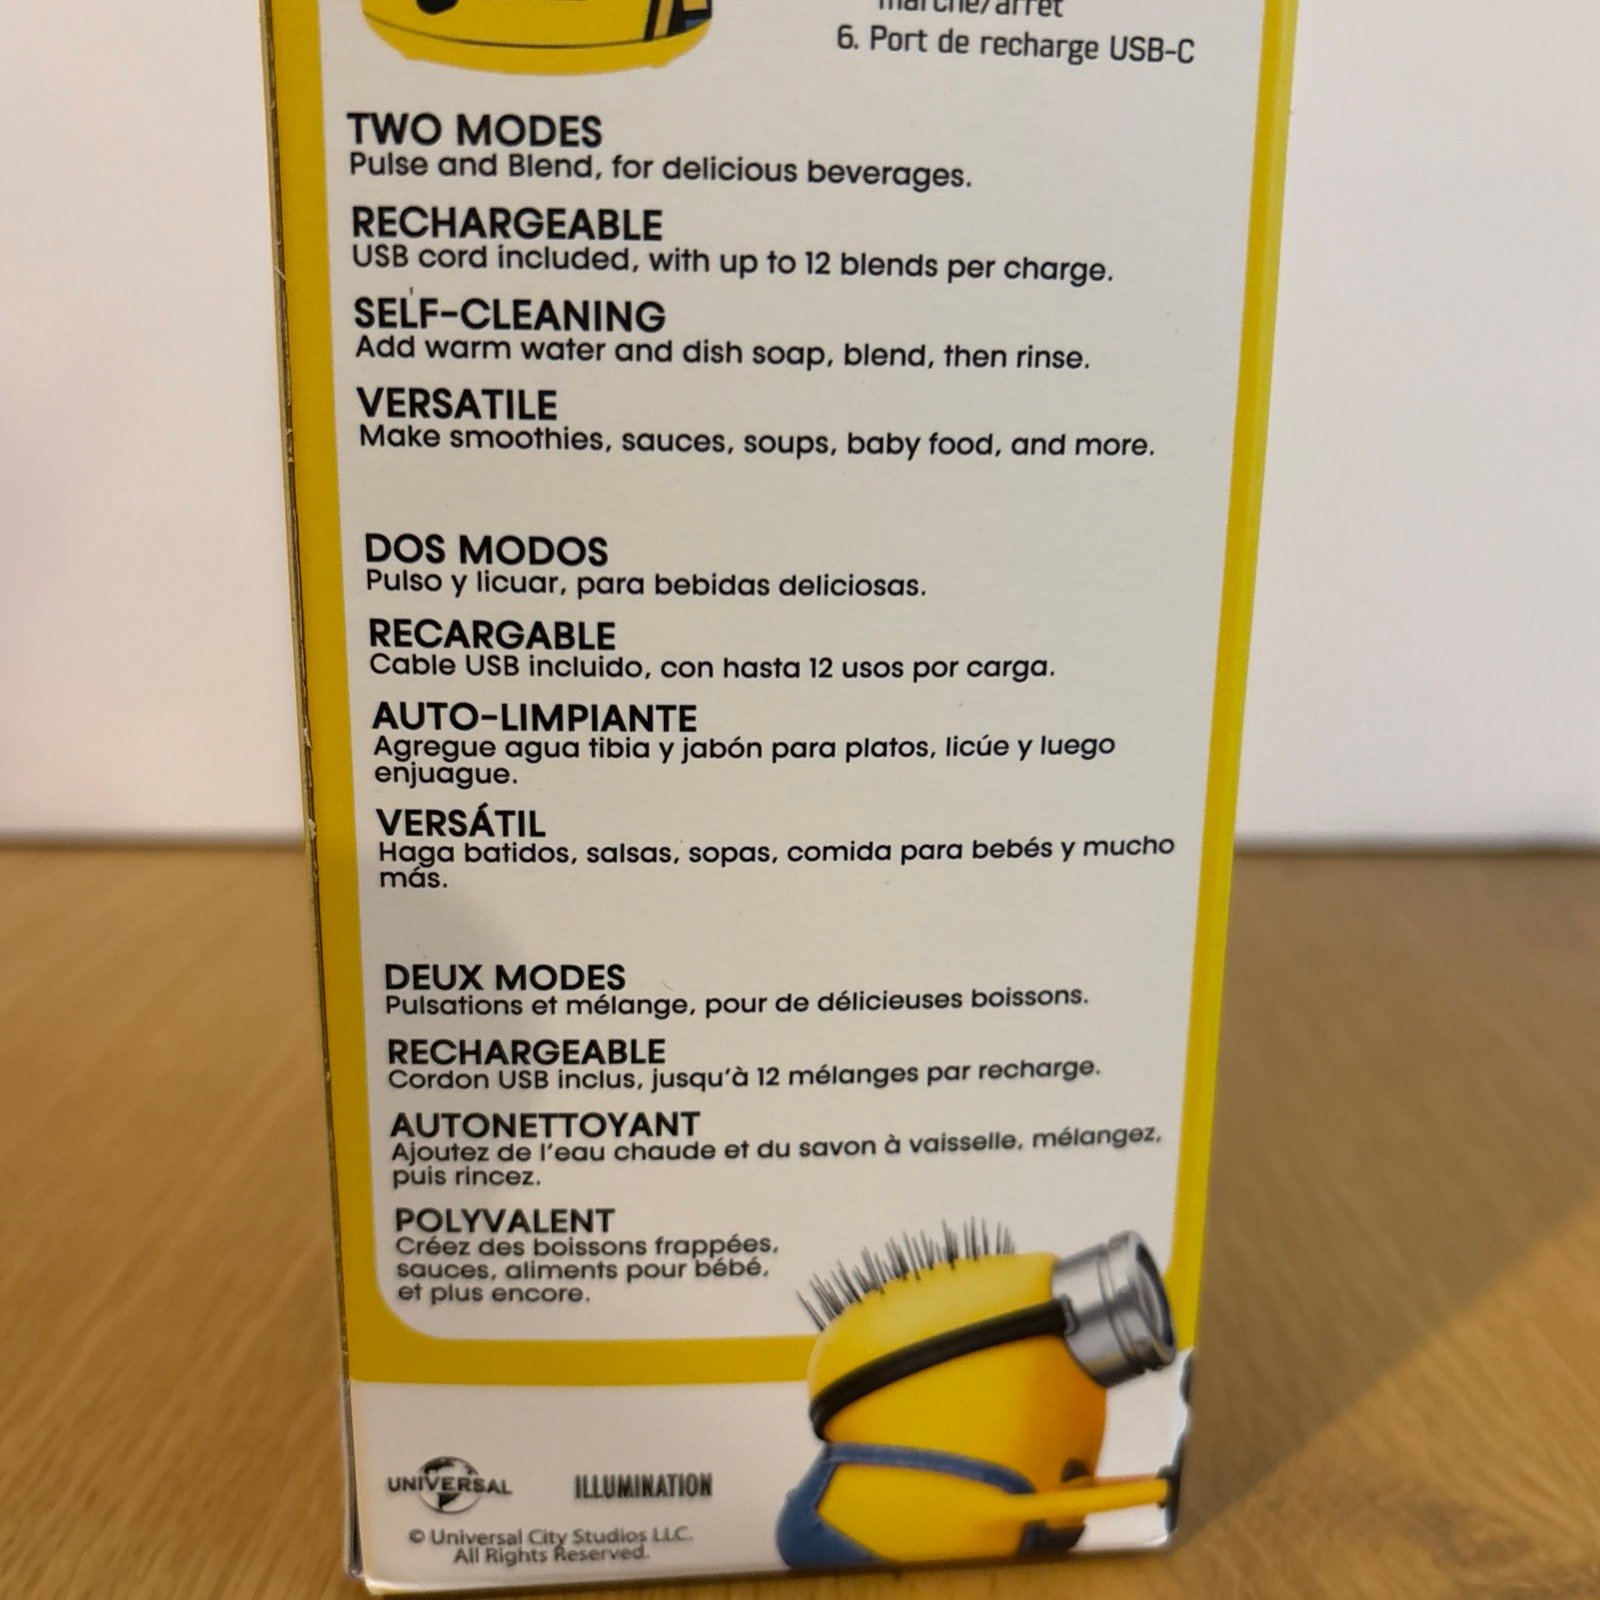 marche/arrêt
6. Port de recharge USB-C
TWO MODES
Pulse and Blend, for delicious beverages.
RECHARGEABLE
USB cord included, with up to 12 blends per charge.
SELF-CLEANING
Add warm water and dish soap, blend, then rinse.
VERSATILE
Make smoothies, sauces, soups, baby food, and more.
DOS MODOS
Pulso y licuar, para bebidas deliciosas.
RECARGABLE
Cable USB incluido, con hasta 12 usos por carga.
AUTO-LIMPIANTE
Agregue agua tibia y jabón para platos, licúe y luego
enjuague.
VERSÁTIL
Haga batidos, salsas, sopas, comida para bebés y mucho
más.
DEUX MODES
Pulsations et mélange, pour de délicieuses boissons.
RECHARGEABLE
Cordon USB inclus, jusqu'à 12 mélanges par recharge.
AUTONETTOYANT
Ajoutez de l'eau chaude et du savon à vaisselle, mélangez,
puis rincez.
POLYVALENT
Créez des boissons frappées,
sauces, aliments pour bébé,
et plus encore.
UNIVERSAL ILLUMINATION
© Universal City Studios LLC.
All Rights Reserved.